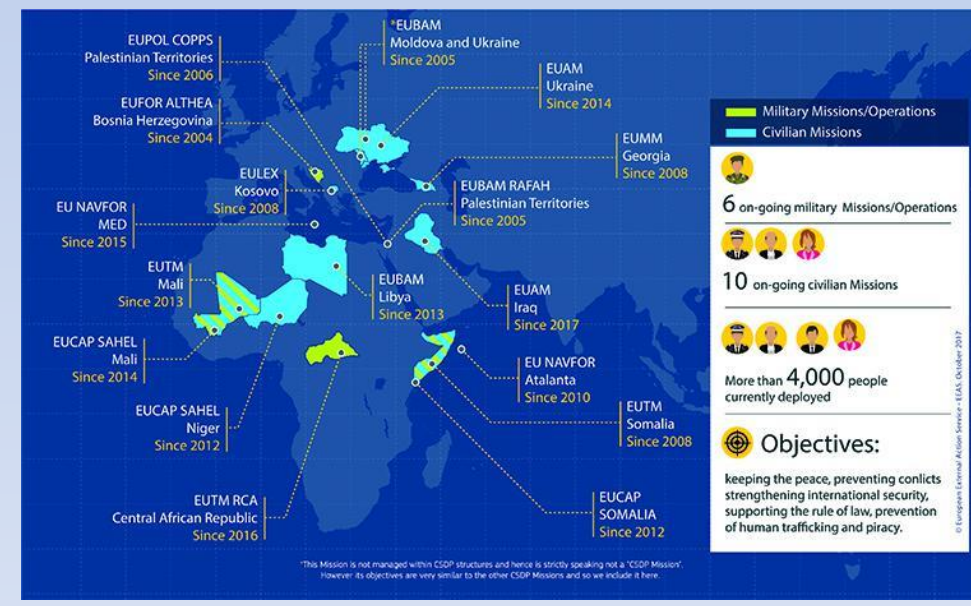 EUPOL COPPS
Palestinian Territories
Since 2006
*EUBAM
Moldova and Ukraine
Since 2005
EUAM
Ukraine
Since 2014
EUFOR ALTHEA
Bosnia Herzegovina
Since 2004
EUMM
Georgia
Since 2008
EULEX
Kosovo
Since 2008
EUBAM RAFAH
Palestinian Territories
Since 2005
EU NAVFOR
MED
Since 2015
EUTM
Mali
Since 2013
EUBAM
Libya
Since 2013
EUAM
Iraq
Since 2017
EUCAP SAHEL
Mali
Since 2014
EU NAVFOR
Atalanta
Since 2010
EUCAP SAHEL
Niger
Since 2012
EUTM
Somalia
Since 2008
EUTM RCA
Central African Republic
Since 2016
EUCAP
SOMALIA
Since 2012
*This Mission is not managed within CSDP structures and hence is strictly speaking not a "CSDP Mission".
However its objectives are very similar to the other CSDP Missions and so we include it here.
Military Missions/Operations
Civilian Missions
6 on-going military Missions/Operations
10 on-going civilian Missions
More than 4,000 people
currently deployed
Objectives:
keeping the peace, preventing conlicts
strengthening international security,
supporting the rule of law, prevention
of human trafficking and piracy.
© European External Action Service - EEAS, October 2017